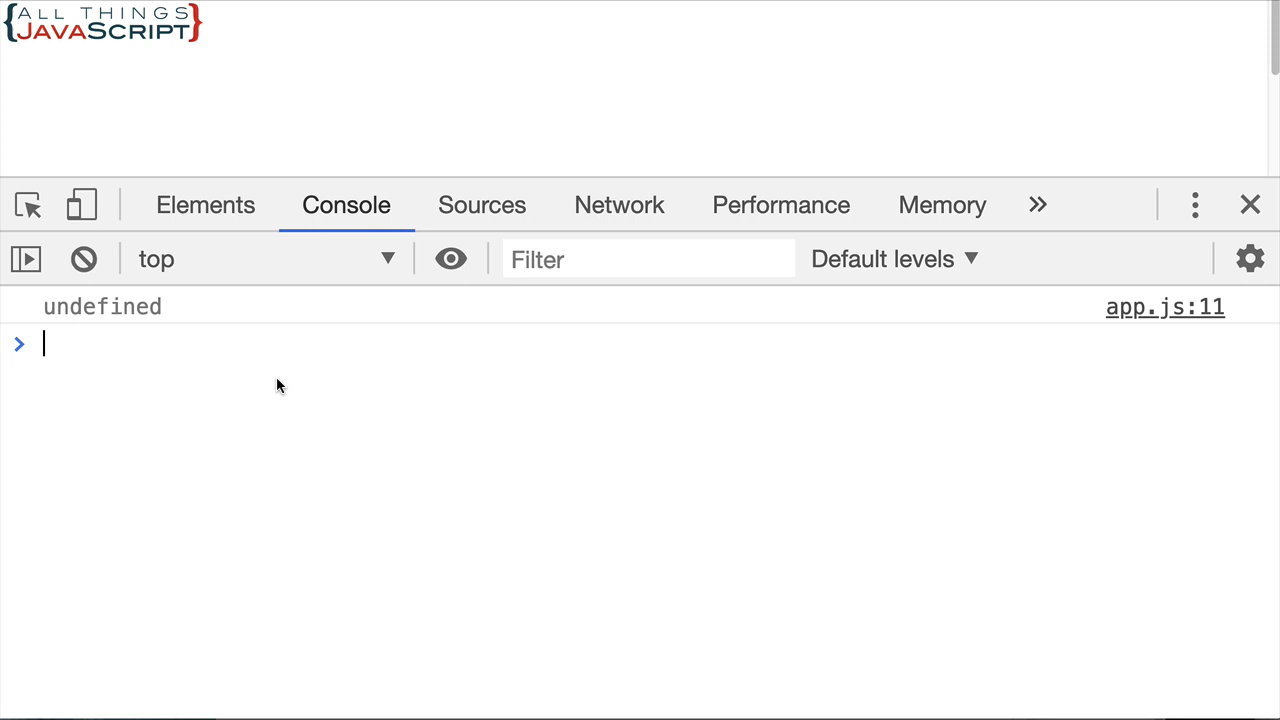 {ALL THINGS
JAVASCRIPT}
Elements Console Sources Network Performance Memory »
top ▼ Filter Default levels ▼
undefined app.js:11
>